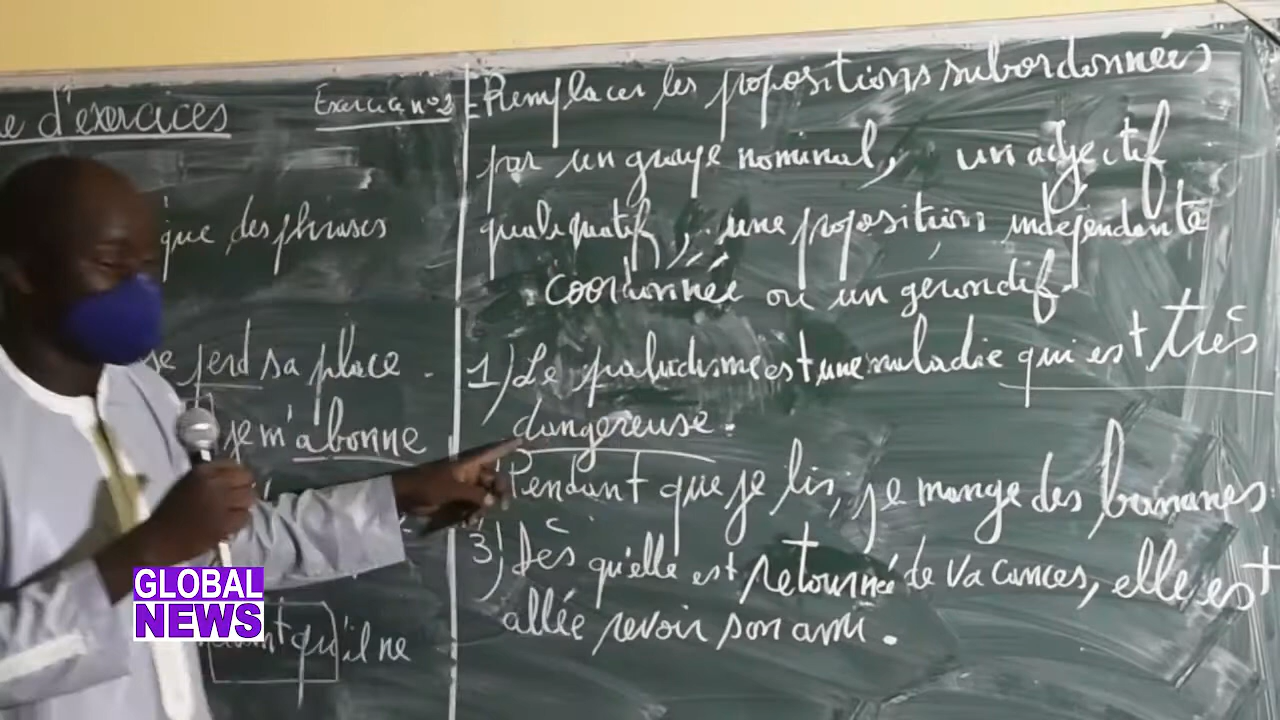 e d'exercices
que des phrases
se perd sa place.
je m'abonne
qu'il ne
Exercice n°2
- Remplacer les propositions subordonnées
par un groupe nominal, un adjectif
qualificatif, une proposition indépendante
coordonnée ou un gérondif.
1) Le paludisme est une maladie qui est très
dangereuse.
Pendant que je lis, je mange des bananes.
3) Dès qu'elle est retournée de vacances, elle est
allée revoir son ami.
GLOBAL
NEWS